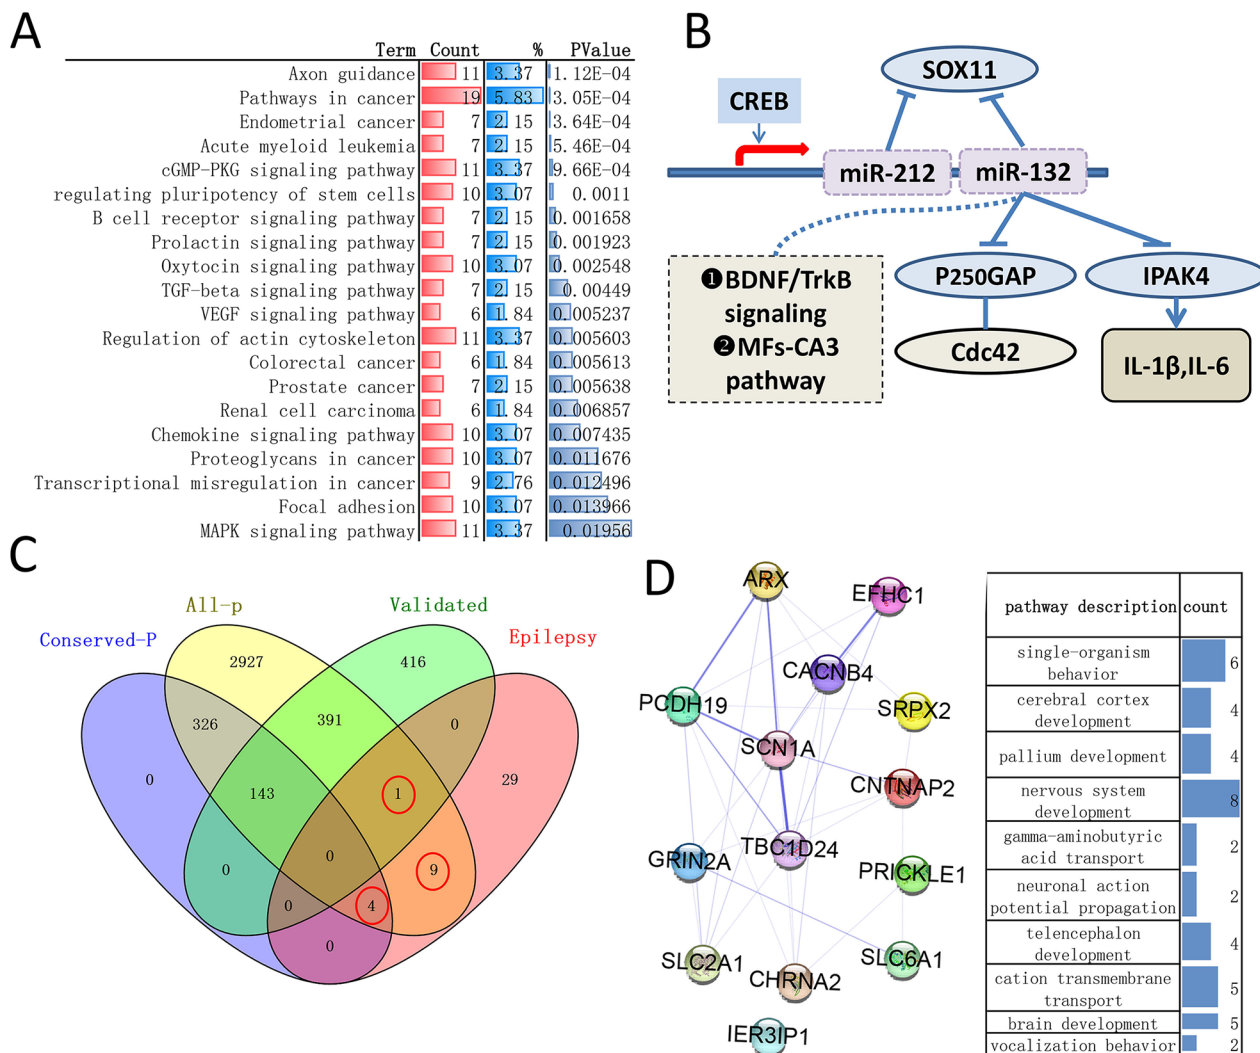 A
Term Count % PValue
Axon guidance 11 3.37 1.12E-04
Pathways in cancer 19 5.83 3.05E-04
Endometrial cancer 7 2.15 3.64E-04
Acute myeloid leukemia 7 2.15 5.46E-04
cGMP-PKG signaling pathway 11 3.37 9.66E-04
regulating pluripotency of stem cells 10 3.07 0.0011
B cell receptor signaling pathway 7 2.15 0.001658
Prolactin signaling pathway 7 2.15 0.001923
Oxytocin signaling pathway 10 3.07 0.002548
TGF-beta signaling pathway 7 2.15 0.00449
VEGF signaling pathway 6 1.84 0.005237
Regulation of actin cytoskeleton 11 3.37 0.005603
Colorectal cancer 6 1.84 0.005613
Prostate cancer 7 2.15 0.005638
Renal cell carcinoma 6 1.84 0.006857
Chemokine signaling pathway 10 3.07 0.007435
Proteoglycans in cancer 10 3.07 0.011676
Transcriptional misregulation in cancer 9 2.76 0.012496
Focal adhesion 10 3.07 0.013966
MAPK signaling pathway 11 3.37 0.01956
B
SOX11
CREB
miR-212
miR-132
❶BDNF/TrkB
signaling
❷MFs-CA3
pathway
P250GAP
IPAK4
Cdc42
IL-1β,IL-6
C
All-p
Validated
Conserved-P
Epilepsy
2927
416
326
391
0
0
143
1
29
0
0
9
0
4
0
D
ARX
EFHC1
CACNB4
PCDH19
SRPX2
SCN1A
CNTNAP2
TBC1D24
GRIN2A
PRICKLE1
SLC2A1
SLC6A1
CHRNA2
IER3IP1
pathway description count
single-organism
behavior 6
cerebral cortex
development 4
pallium development 4
nervous system
development 8
gamma-aminobutyric
acid transport 2
neuronal action
potential propagation 2
telencephalon
development 4
cation transmembrane
transport 5
brain development 5
vocalization behavior 2